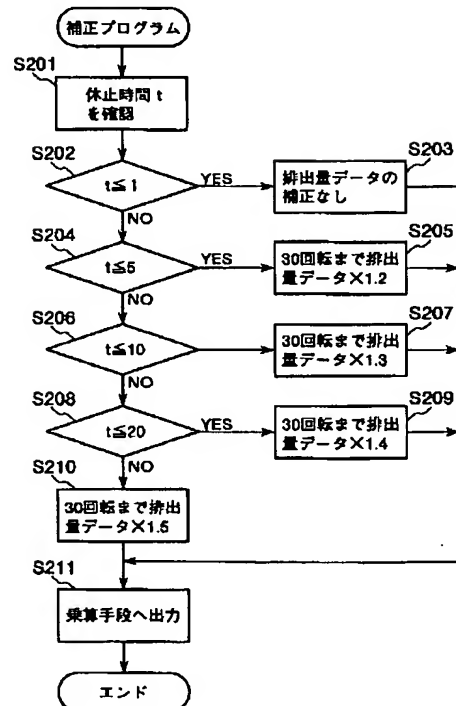 補正プログラム
S201
休止時間 t
を確認
S202
t≦1
YES
NO
S203
排出量データの
補正なし
S204
t≦5
YES
NO
S205
30回転まで排出
量データ×1.2
S206
t≦10
NO
S207
30回転まで排出
量データ×1.3
S208
t≦20
YES
NO
S209
30回転まで排出
量データ×1.4
S210
30回転まで排出
量データ×1.5
S211
乗算手段へ出力
エンド